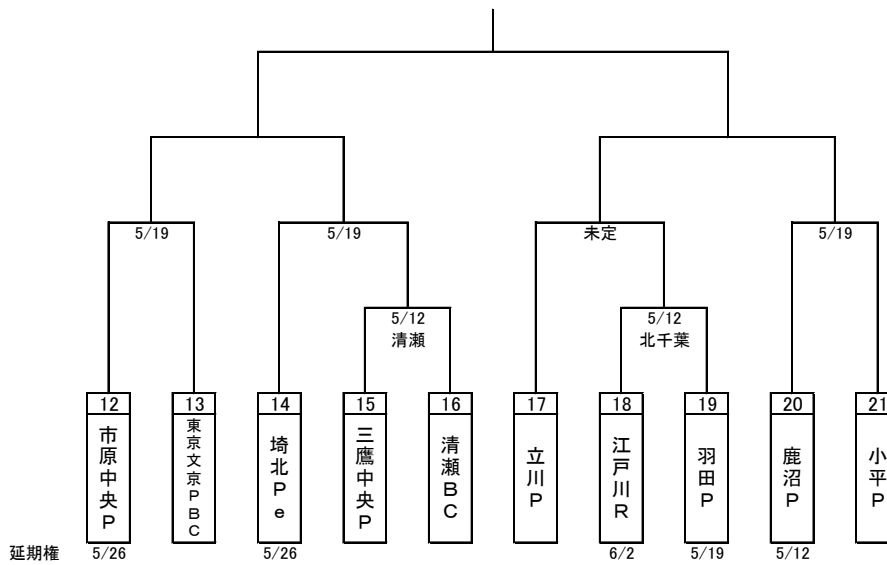 5/19
5/19
未定
5/19
5/12
清瀬
5/12
北千葉
12
13
14
15
16
17
18
19
20
21
市原中央P
東京文京PBC
埼北Pe
三鷹中央P
清瀬BC
立川P
江戸川R
羽田P
鹿沼P
小平P
延期権
5/26
5/26
6/2
5/19
5/12